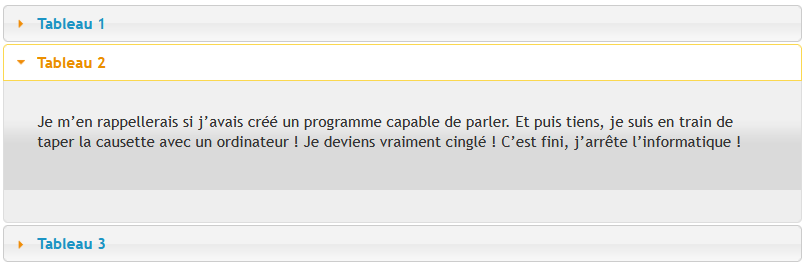 Tableau 1
Tableau 2
Je m’en rappellerais si j’avais créé un programme capable de parler. Et puis tiens, je suis en train de
taper la causette avec un ordinateur ! Je deviens vraiment cinglé ! C’est fini, j’arrête l’informatique !
Tableau 3